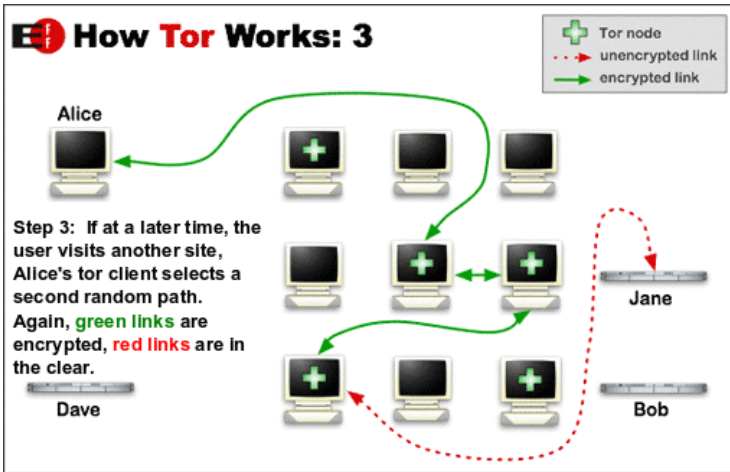 EFF How Tor Works: 3
Tor node
unencrypted link
encrypted link
Alice
Step 3: If at a later time, the
user visits another site,
Alice's tor client selects a
second random path.
Again, green links are
encrypted, red links are in
the clear.
Jane
Dave
Bob